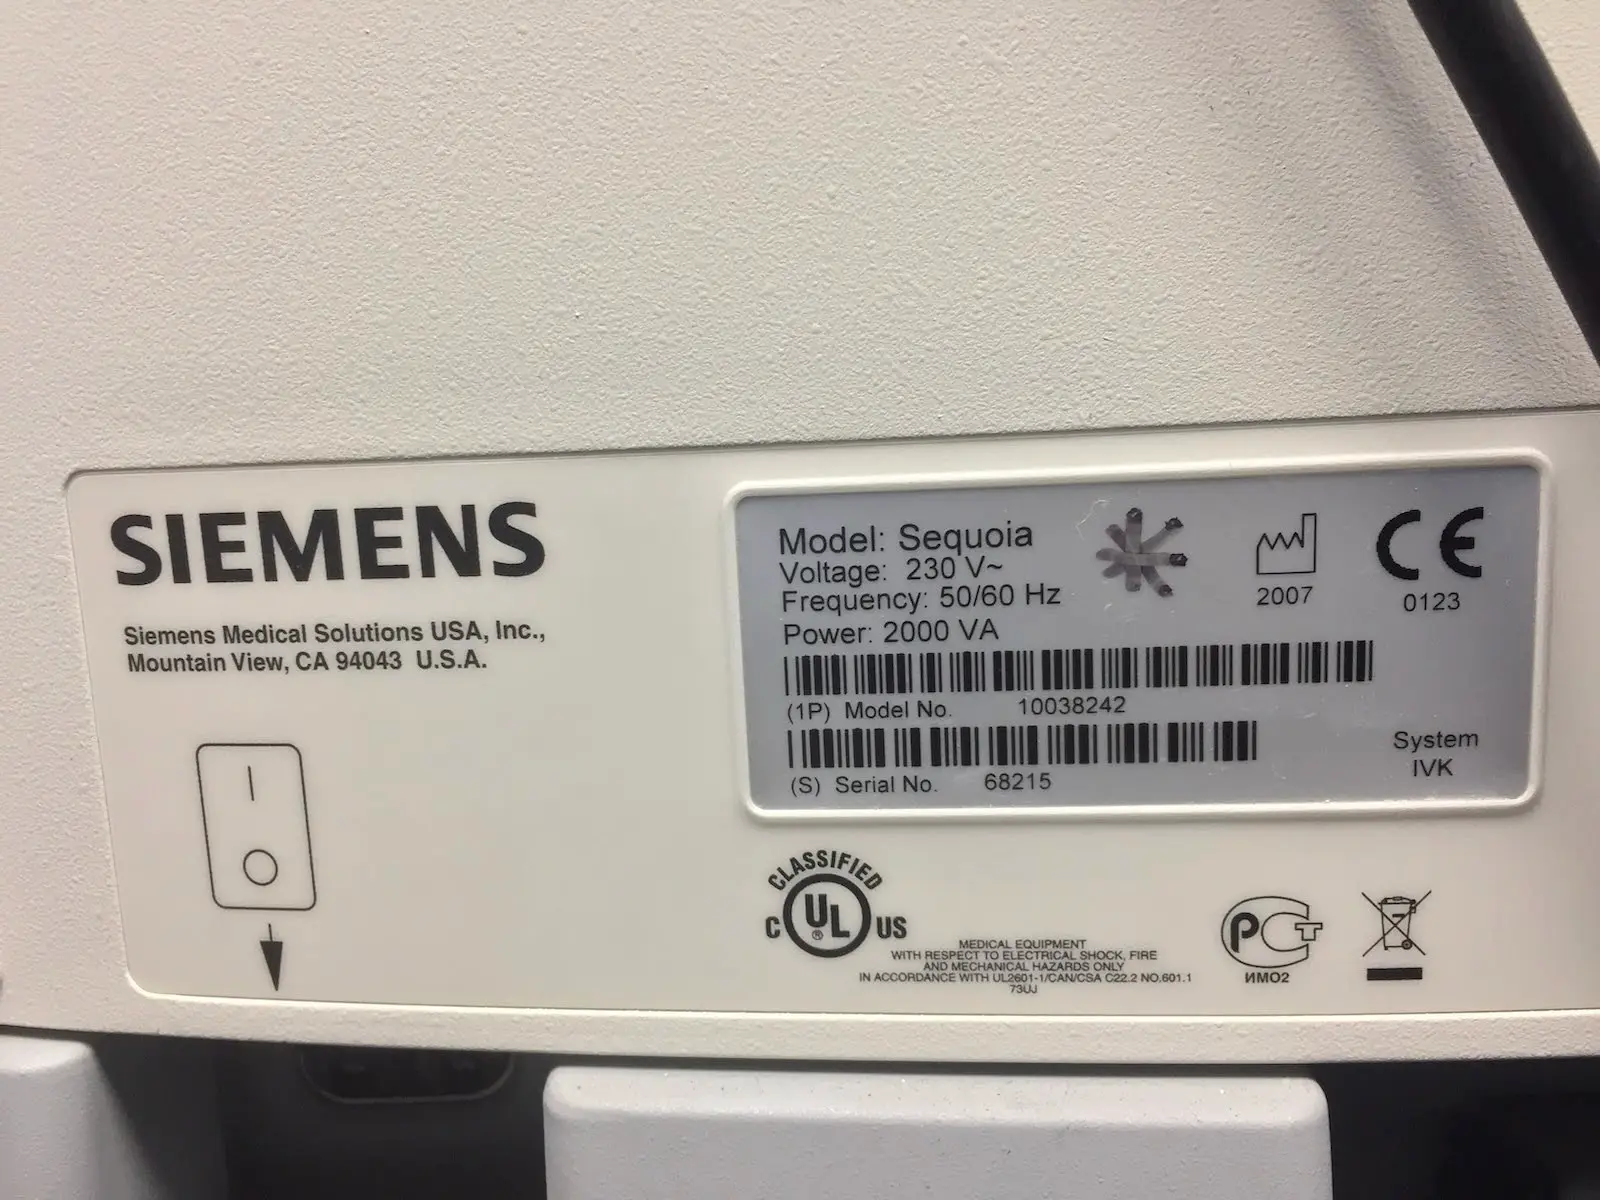 SIEMENS
Siemens Medical Solutions USA, Inc.,
Mountain View, CA 94043 U.S.A.
Model: Sequoia
Voltage: 230 V~
Frequency: 50/60 Hz
Power: 2000 VA
2007
CE
0123
(1P) Model No. 10038242
(S) Serial No. 68215
System
IVK
CLASSIFIED
C UL® US
MEDICAL EQUIPMENT
WITH RESPECT TO ELECTRICAL SHOCK, FIRE
AND MECHANICAL HAZARDS ONLY
IN ACCORDANCE WITH UL2601-1/CAN/CSA C22.2 NO.601.1
73UJ
РСТ
ИМО2